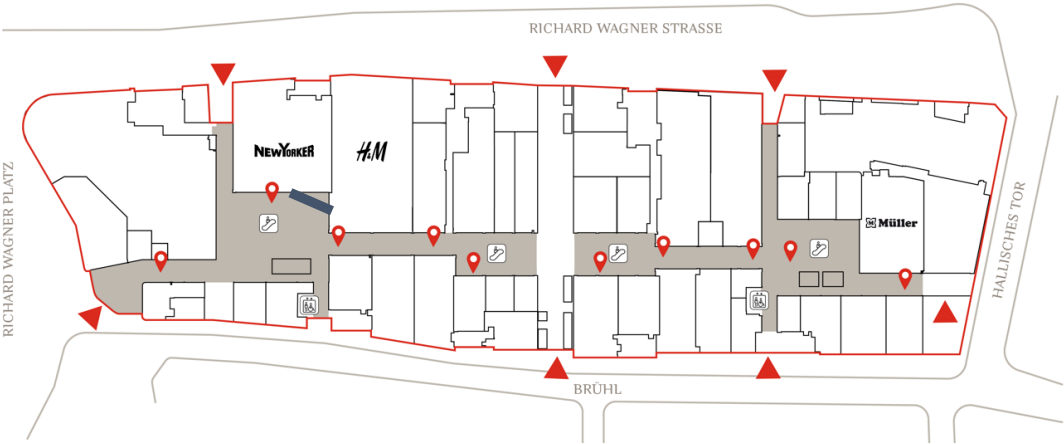 RICHARD WAGNER STRASSE
NEWYORKER
H&M
RICHARD WAGNER PLATZ
Müller
HALLISCHES TOR
BRÜHL